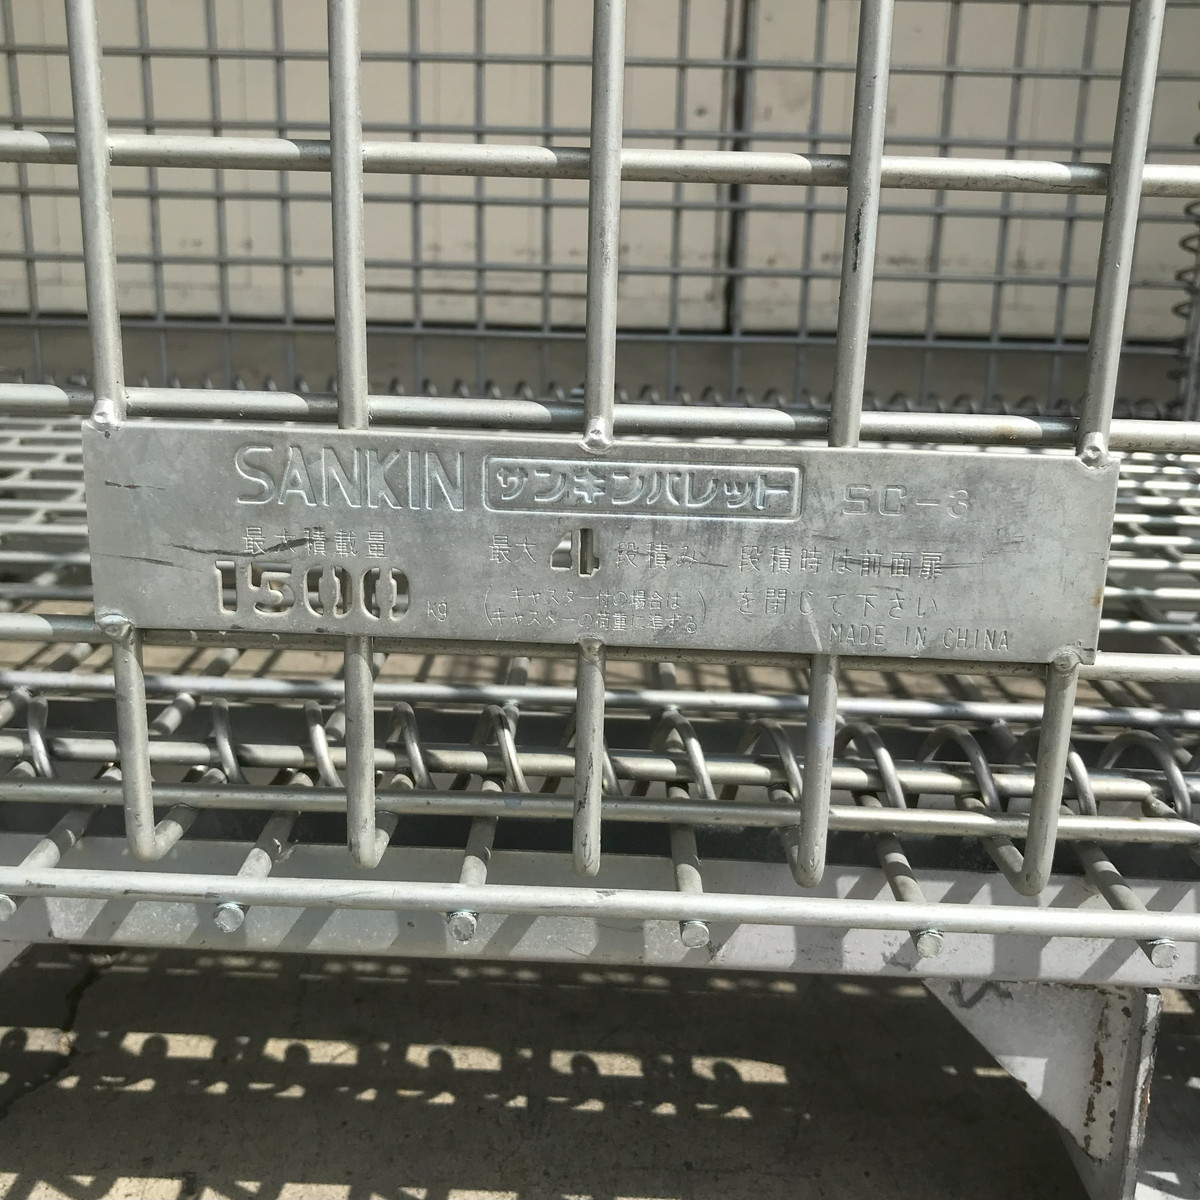 SANKIN サンキンパレット SC-3
最大積載量 最大 4 段積み 段積時は前面扉
1500 kg (キャスター付の場合は を閉じて下さい
キャスターの荷重に準ずる)
MADE IN CHINA